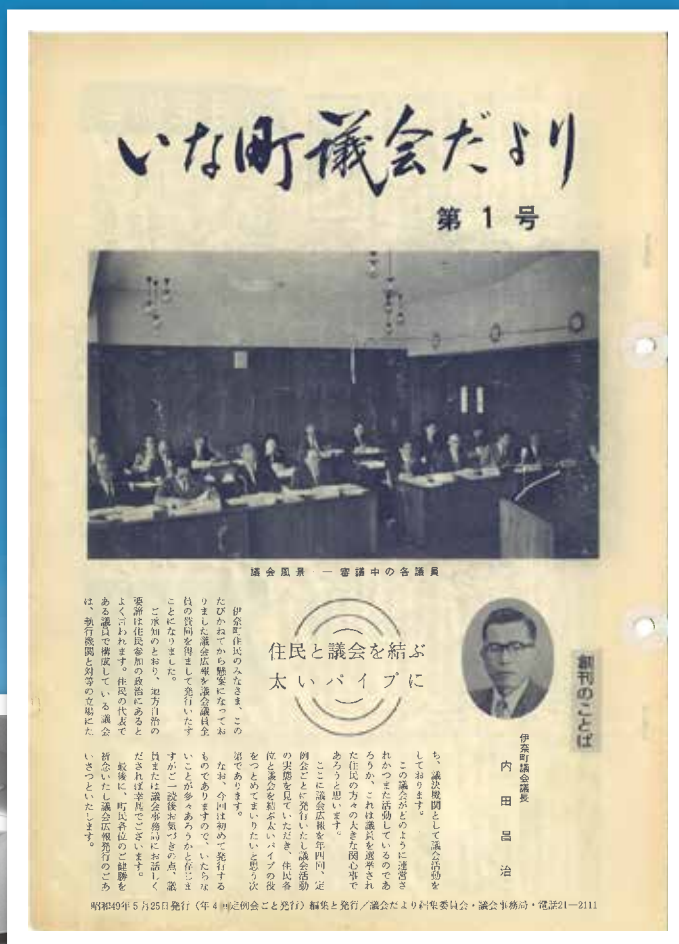 いな町議会だより
第1号
議会風景 ― 審議中の各議員
創刊のことば
伊奈町議会議長
内田昌治
住民と議会を結ぶ
太いパイプに
伊奈町住民のみなさま、この
たびかねてから懸案になってお
りました議会広報を議会議員全
員の賛同を得まして発行いたす
ことになりました。
ご承知のとおり、地方自治の
要諦は住民参加の政治にあると
よく言われます。住民の代表で
ある議員で構成している議会
は、執行機関と対等の立場にた
ち、議決機関として議会活動を
しております。
この議会がどのように運営さ
れかつまた活動しているのであ
ろうか、これは議員を選挙され
た住民の方々の大きな関心事で
あろうと思います。
ここに議会広報を年四回、定
例会ごとに発行いたし議会活動
の実態を見ていただき、住民各
位と議会を結ぶ太いパイプの役
をつとめてまいりたいと思う次
第であります。
なお、今回は初めて発行する
ものでありますので、いたらな
いことが多々あろうかと存じま
すがご一読後お気づきの点、議
員または議会事務局にお話しく
だされば幸甚でございます。
最後に、町民各位のご健勝を
祈念いたし議会広報発行のごあ
いさつといたします。
昭和49年5月25日発行（年4回定例会ごと発行）編集と発行／議会だより編集委員会・議会事務局・電話21―2111